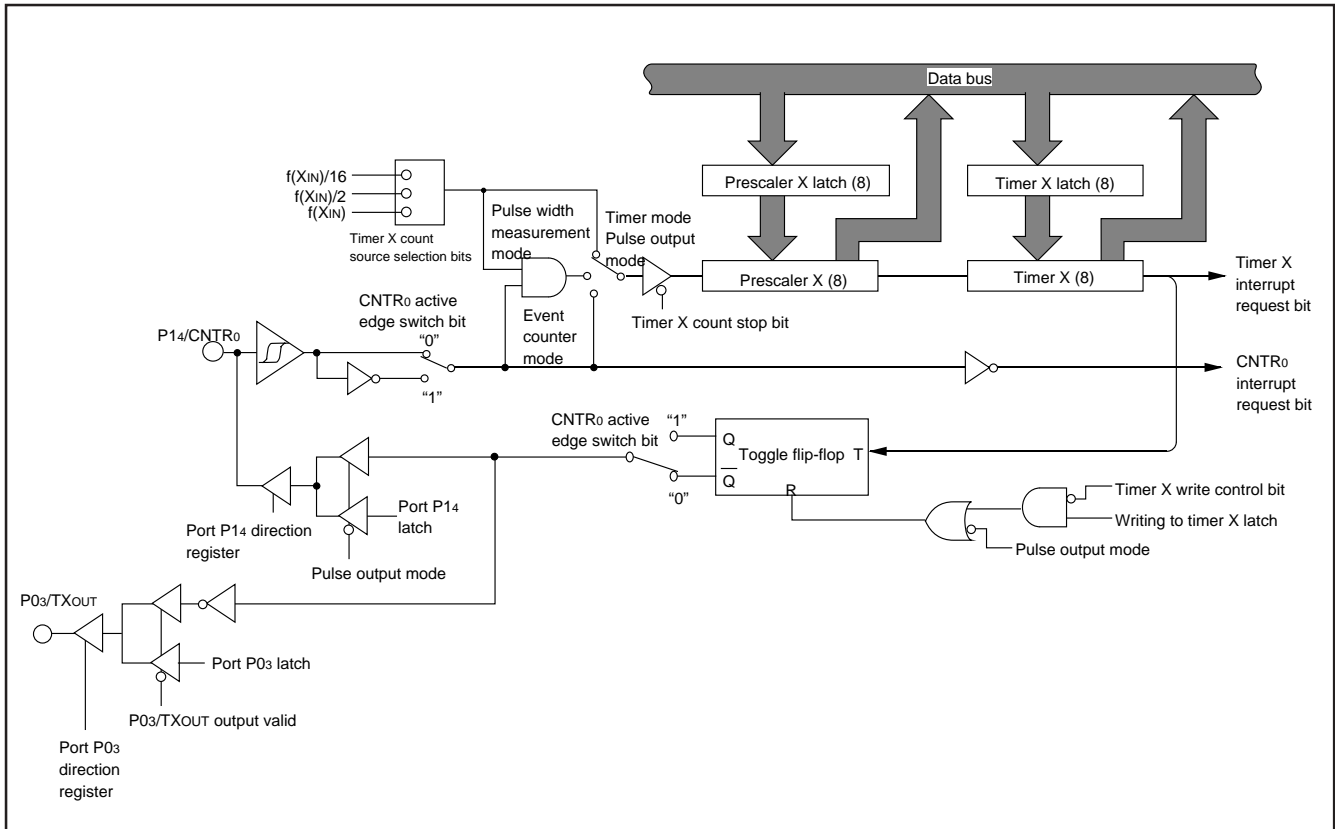 Data bus
f(XIN)/16
f(XIN)/2
f(XIN)
Timer X count
source selection bits
Pulse width
measurement
mode
Timer mode
Pulse output
mode
Prescaler X latch (8)
Timer X latch (8)
Prescaler X (8)
Timer X (8)
Timer X
interrupt
request bit
Timer X count stop bit
CNTR0 active
edge switch bit
P14/CNTR0
“0”
“1”
Event
counter
mode
CNTR0
interrupt
request bit
CNTR0 active
edge switch bit
“1”
“0”
Q
Toggle flip-flop T
Q
R
Timer X write control bit
Writing to timer X latch
Pulse output mode
Port P14
latch
Port P14 direction
register
Pulse output mode
P03/TXOUT
Port P03 latch
P03/TXOUT output valid
Port P03
direction
register